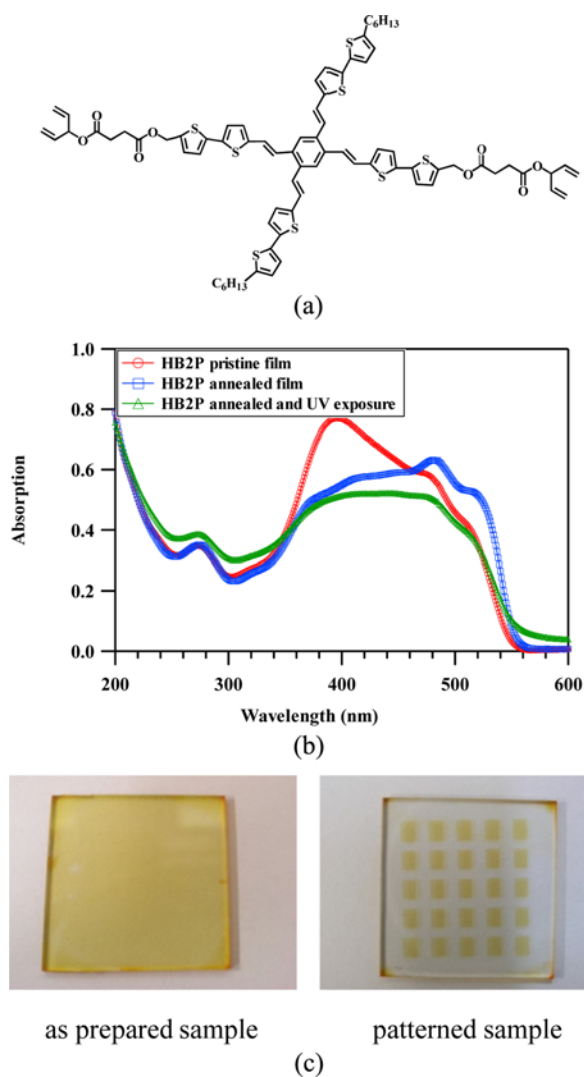 (a)
C6H13
S
S
O
O
O
O
S
S
S
S
O
O
O
O
S
S
C6H13
(b)
1.0
0.8
0.6
0.4
0.2
0.0
Absorption
HB2P pristine film
HB2P annealed film
HB2P annealed and UV exposure
200 300 400 500 600
Wavelength (nm)
as prepared sample patterned sample
(c)